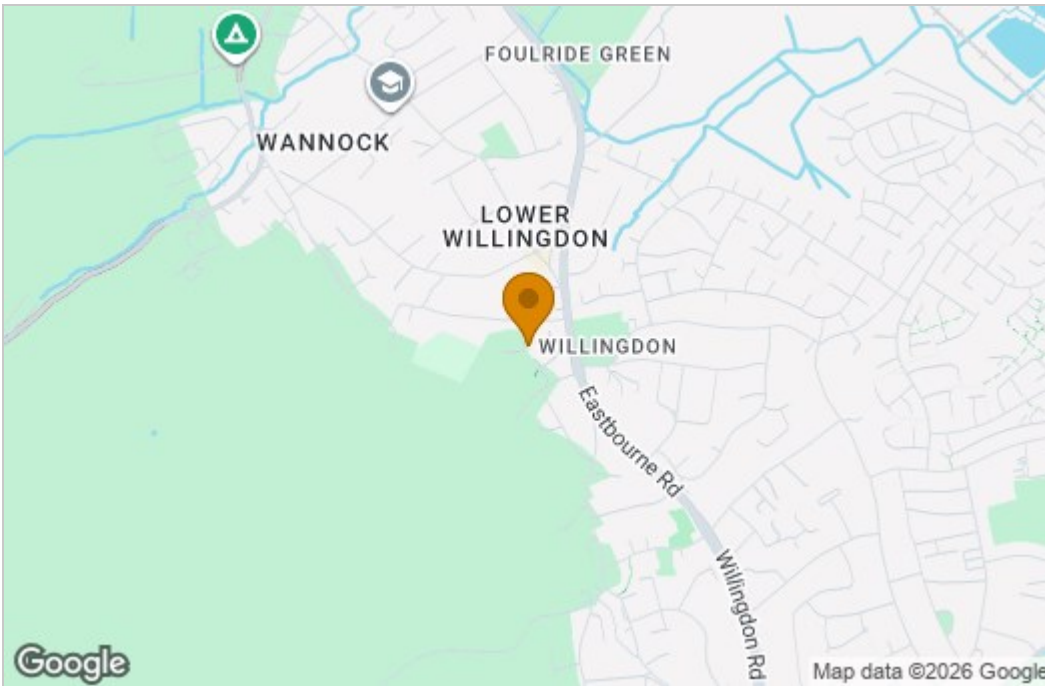 FOULRIDE GREEN
WANNOCK
LOWER
WILLINGDON
WILLINGDON
Eastbourne Rd
Willingdon Rd
Google
Map data ©2026 Google